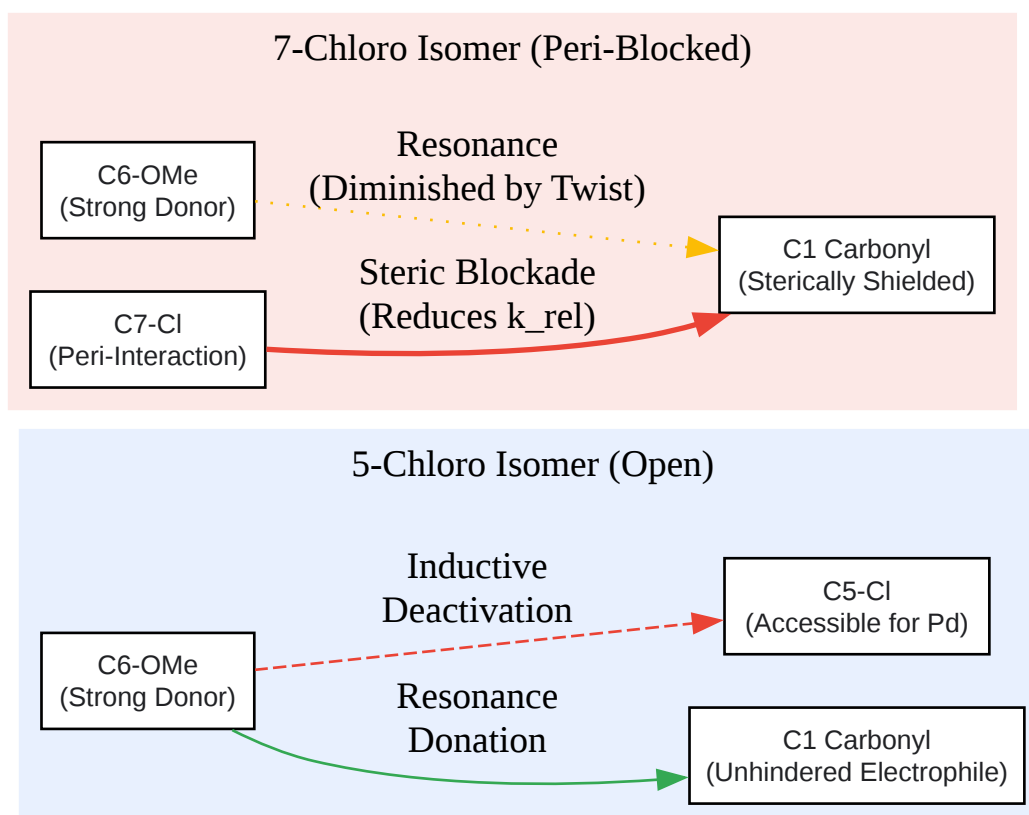 7-Chloro Isomer (Peri-Blocked)
Resonance
(Diminished by Twist)
C6-OMe
(Strong Donor)
C1 Carbonyl
(Sterically Shielded)
Steric Blockade
(Reduces k_rel)
C7-Cl
(Peri-Interaction)
5-Chloro Isomer (Open)
Inductive
Deactivation
C5-Cl
(Accessible for Pd)
C6-OMe
(Strong Donor)
Resonance
Donation
C1 Carbonyl
(Unhindered Electrophile)